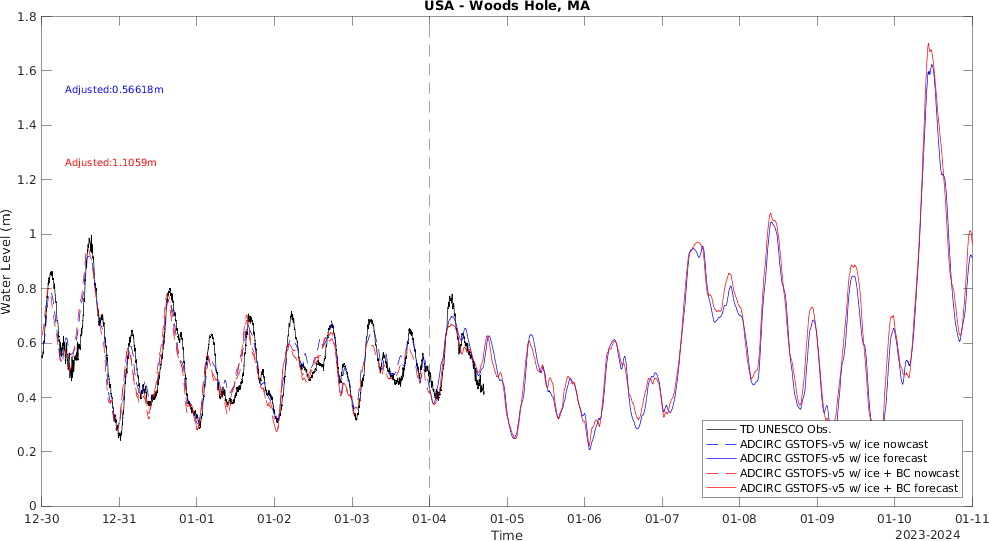 USA - Woods Hole, MA
1.8
1.6
1.4
1.2
1
0.8
0.6
0.4
0.2
0
Water Level (m)
Adjusted:0.56618m
Adjusted:1.1059m
TD UNESCO Obs.
ADCIRC GSTOFS-v5 w/ ice nowcast
ADCIRC GSTOFS-v5 w/ ice forecast
ADCIRC GSTOFS-v5 w/ ice + BC nowcast
ADCIRC GSTOFS-v5 w/ ice + BC forecast
12-30 12-31 01-01 01-02 01-03 01-04 01-05 01-06 01-07 01-08 01-09 01-10 01-11
Time
2023-2024